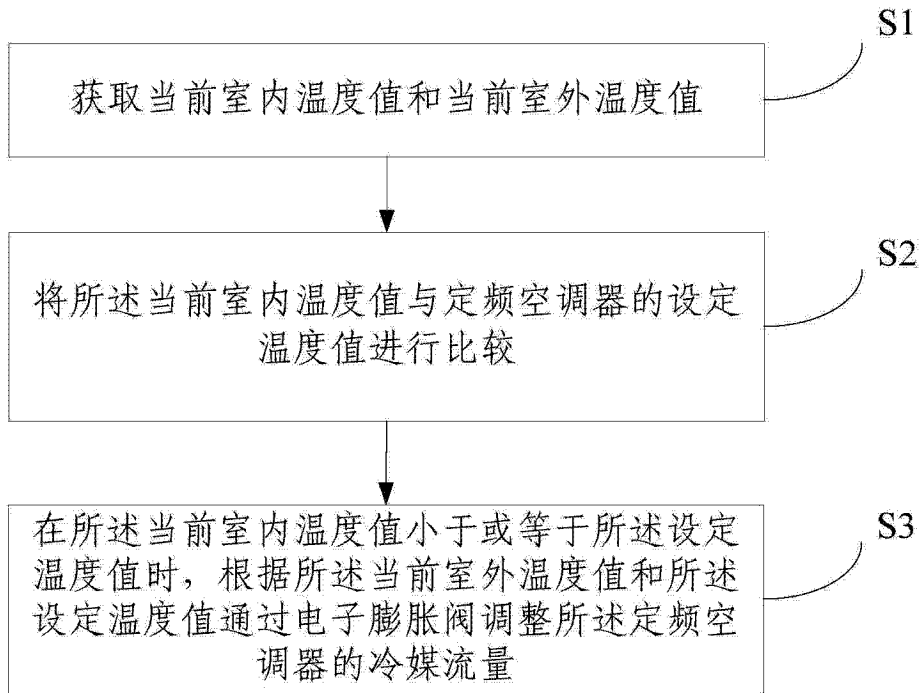 S1
获取当前室内温度值和当前室外温度值
S2
将所述当前室内温度值与定频空调器的设定
温度值进行比较
S3
在所述当前室内温度值小于或等于所述设定
温度值时，根据所述当前室外温度值和所述
设定温度值通过电子膨胀阀调整所述定频空
调器的冷媒流量